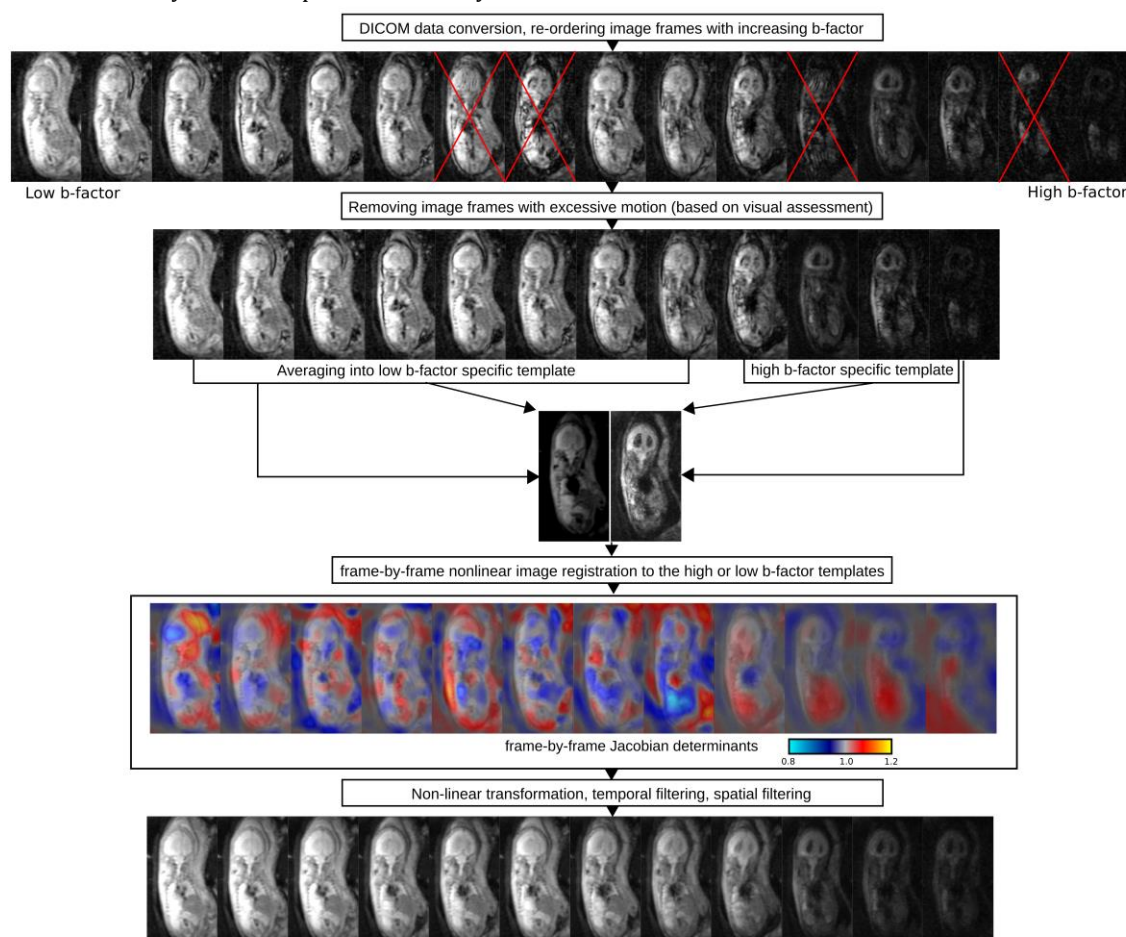 DICOM data conversion, re-ordering image frames with increasing b-factor
Low b-factor
High b-factor
Removing image frames with excessive motion (based on visual assessment)
Averaging into low b-factor specific template
high b-factor specific template
frame-by-frame nonlinear image registration to the high or low b-factor templates
frame-by-frame Jacobian determinants
0.8 1.0 1.2
Non-linear transformation, temporal filtering, spatial filtering